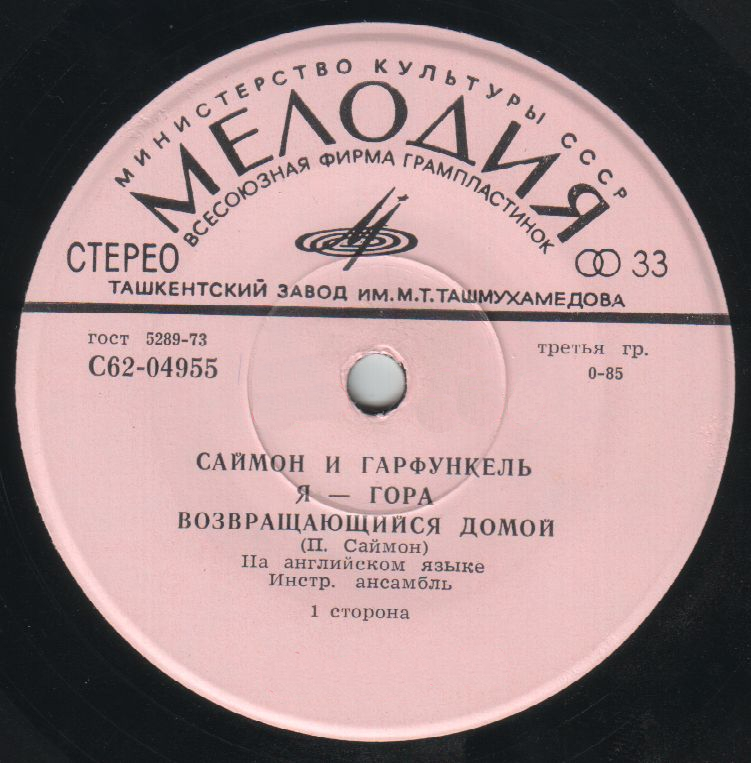 МИНИСТЕРСТВО КУЛЬТУРЫ СССР
МЕЛОДИЯ
ВСЕСОЮЗНАЯ ФИРМА ГРАМПЛАСТИНОК
СТЕРЕО 33
ТАШКЕНТСКИЙ ЗАВОД ИМ.М.Т.ТАШМУХАМЕДОВА
гост 5289-73 третья гр.
С62-04955 0-85
САЙМОН И ГАРФУНКЕЛЬ
Я — ГОРА
ВОЗВРАЩАЮЩИЙСЯ ДОМОЙ
(П. Саймон)
На английском языке
Инстр. ансамбль
1 сторона